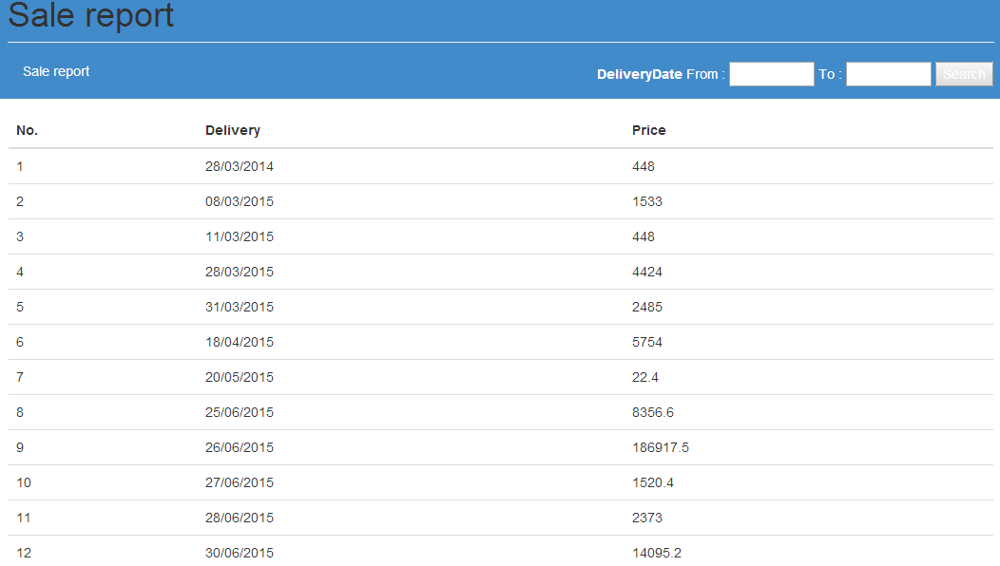 Sale report
Sale report DeliveryDate From : To : Search
No. Delivery Price
1 28/03/2014 448
2 08/03/2015 1533
3 11/03/2015 448
4 28/03/2015 4424
5 31/03/2015 2485
6 18/04/2015 5754
7 20/05/2015 22.4
8 25/06/2015 8356.6
9 26/06/2015 186917.5
10 27/06/2015 1520.4
11 28/06/2015 2373
12 30/06/2015 14095.2